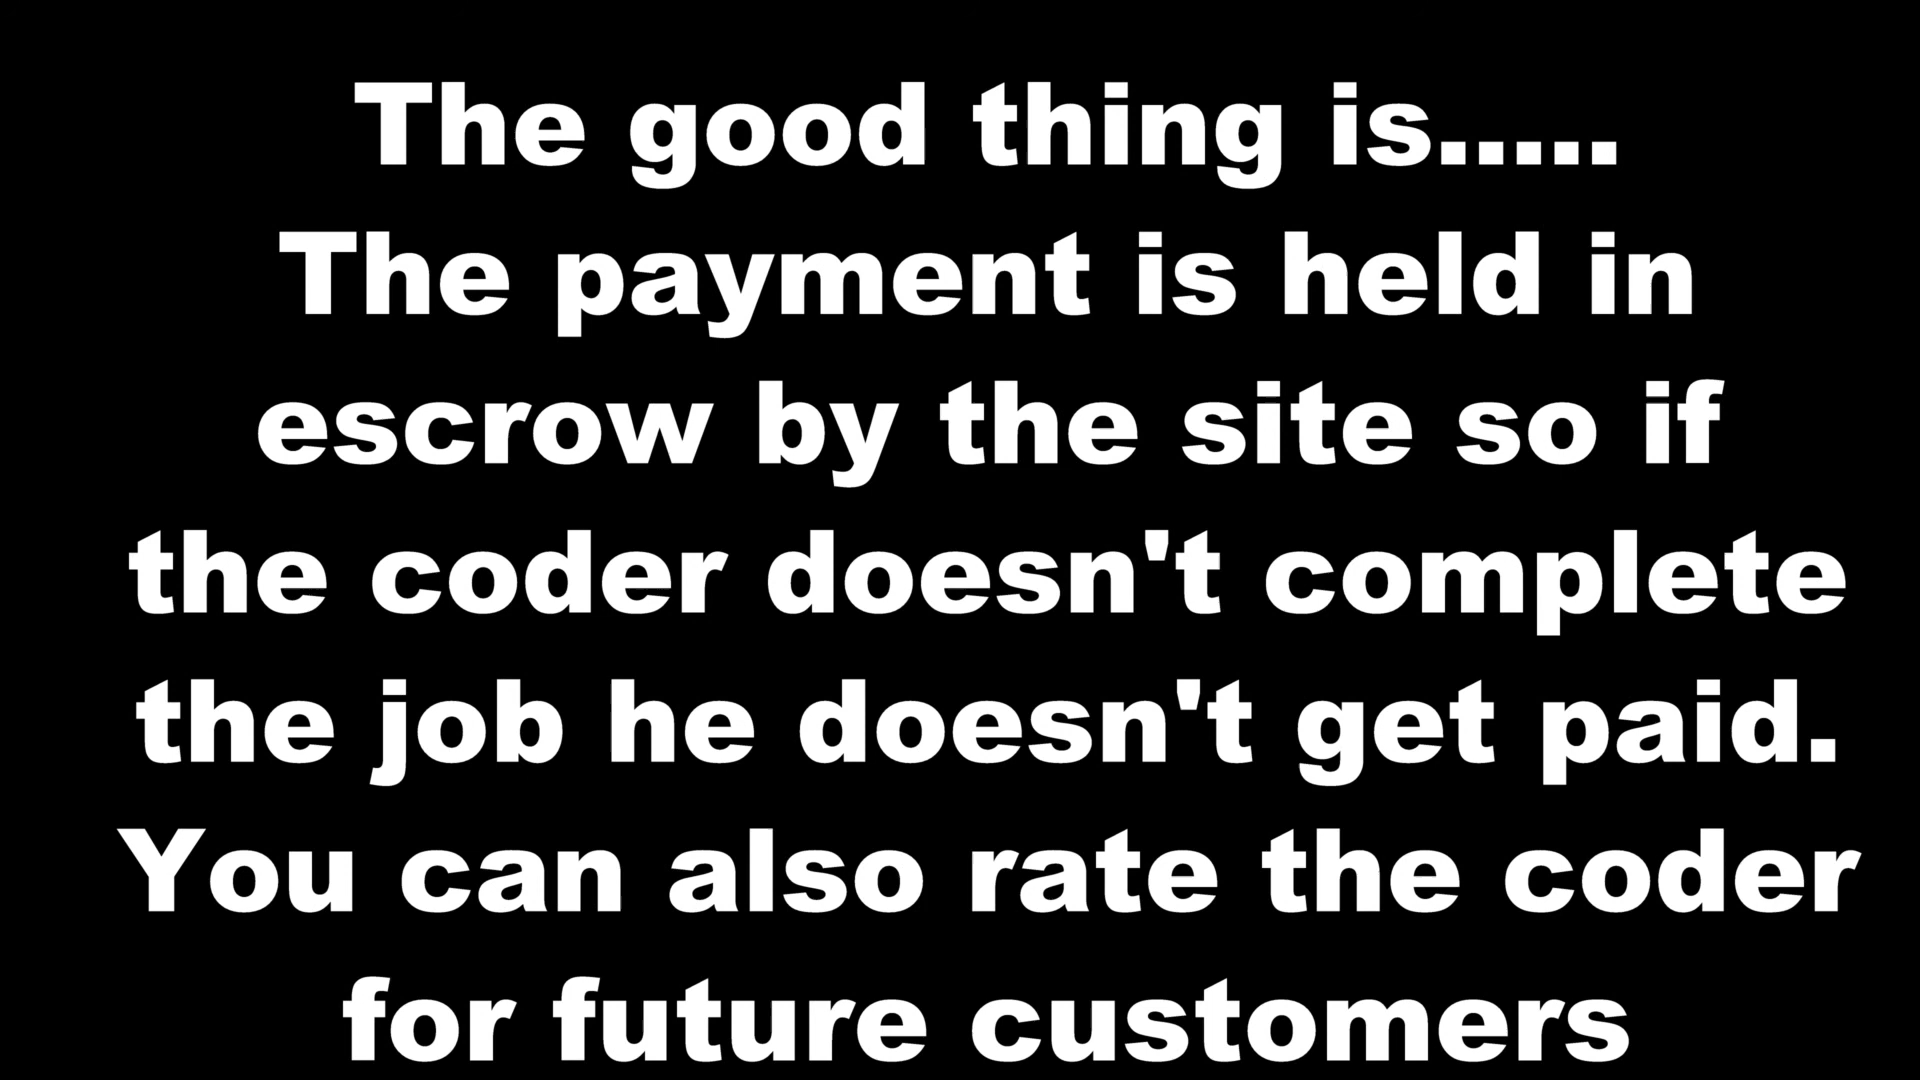 The good thing is.....
The payment is held in
escrow by the site so if
the coder doesn't complete
the job he doesn't get paid.
You can also rate the coder
for future customers